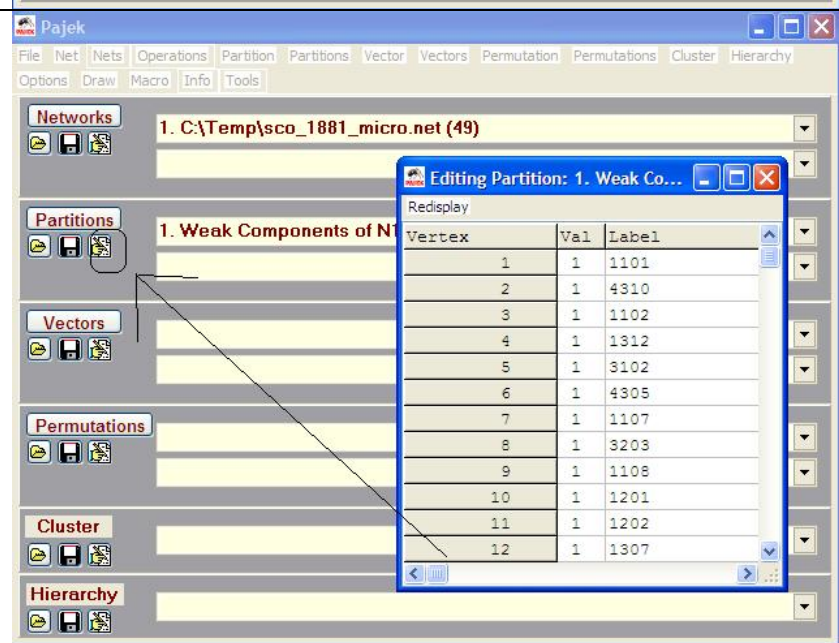 Pajek
File Net Nets Operations Partition Partitions Vector Vectors Permutation Permutations Cluster Hierarchy
Options Draw Macro Info Tools
Networks
1. C:\Temp\sco_1881_micro.net (49)
Partitions
1. Weak Components of N1
Vectors
Permutations
Cluster
Hierarchy
Editing Partition: 1. Weak Co...
Redisplay
Vertex Val Label
1 1 1101
2 1 4310
3 1 1102
4 1 1312
5 1 3102
6 1 4305
7 1 1107
8 1 3203
9 1 1108
10 1 1201
11 1 1202
12 1 1307